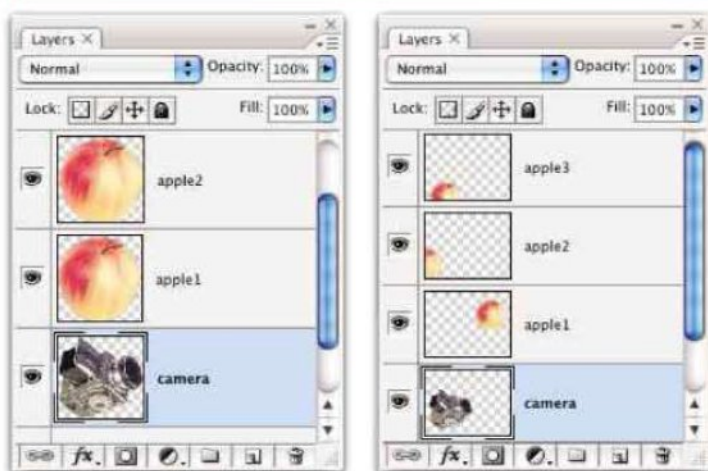 Layers ×
Normal Opacity: 100%
Lock: Fill: 100%
apple2
apple1
camera
fx.
Layers ×
Normal Opacity: 100%
Lock: Fill: 100%
apple3
apple2
apple1
camera
fx.